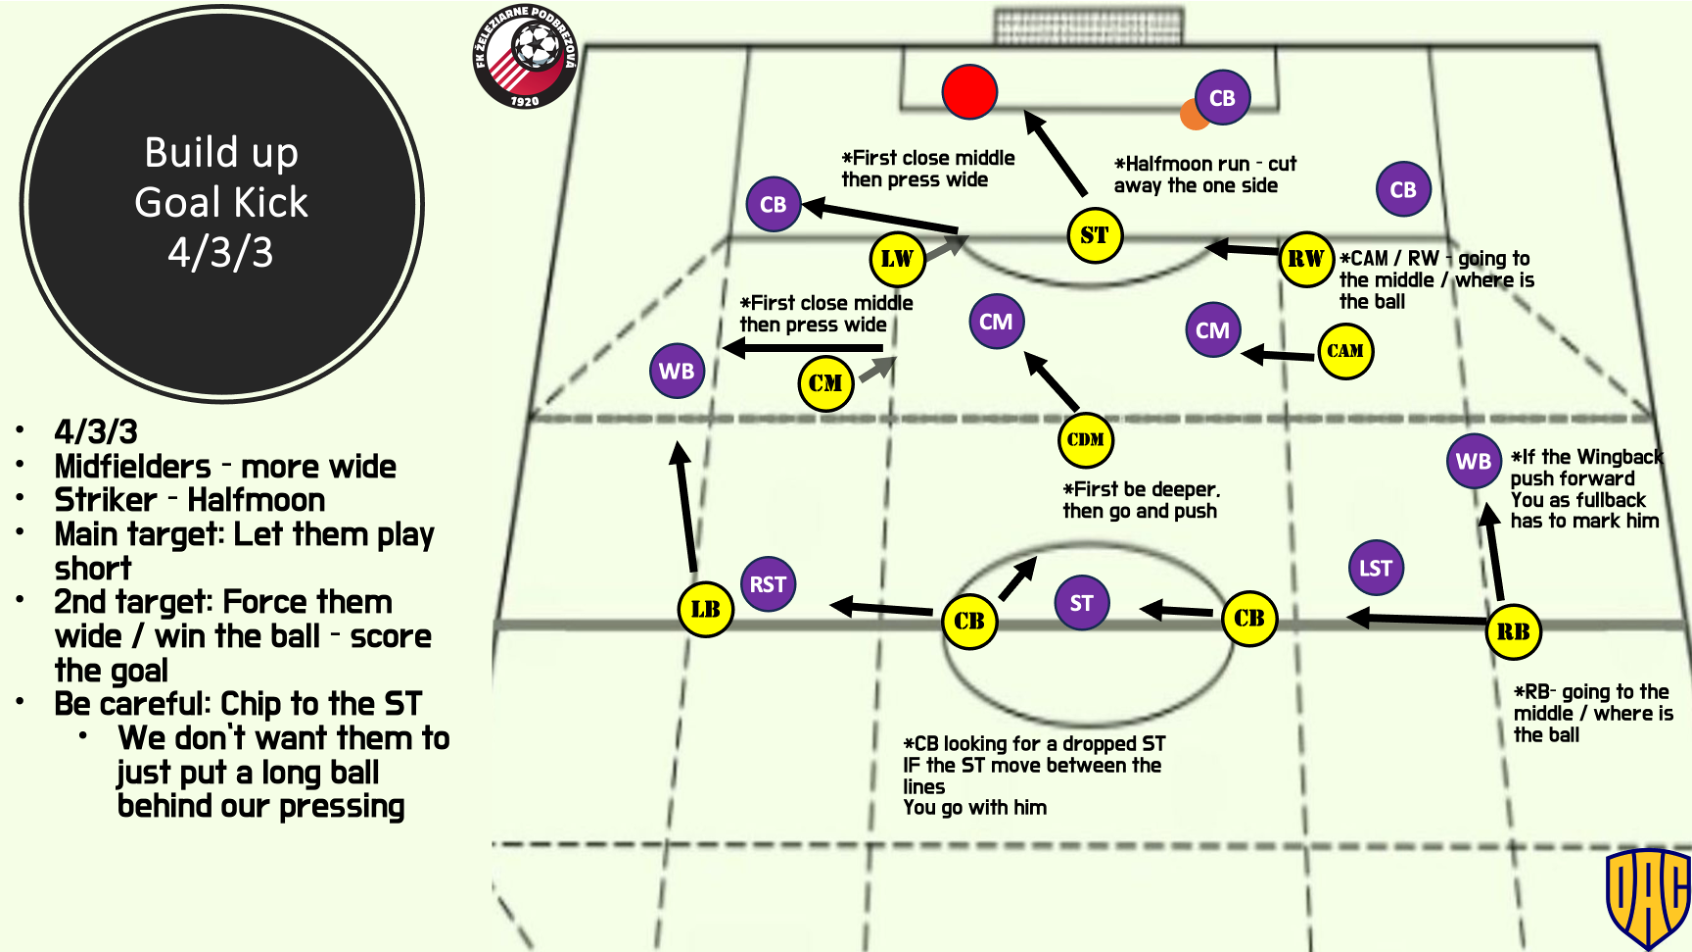 Build up
Goal Kick
4/3/3
• 4/3/3
• Midfielders - more wide
• Striker - Halfmoon
• Main target: Let them play
short
• 2nd target: Force them
wide / win the ball - score
the goal
• Be careful: Chip to the ST
• We don't want them to
just put a long ball
behind our pressing
FK ŽELEZIARNE PODBREZOVÁ
1920
CB
*First close middle
then press wide
*Halfmoon run - cut
away the one side
CB
CB
ST
LW
RW
*CAM / RW - going to
the middle / where is
the ball
*First close middle
then press wide
CM
CM
CAM
WB
CM
CDM
WB
*If the Wingback
push forward
You as fullback
has to mark him
*First be deeper,
then go and push
RST
LST
ST
LB
CB
CB
RB
*RB- going to the
middle / where is
the ball
*CB looking for a dropped ST
IF the ST move between the
lines
You go with him
DAC